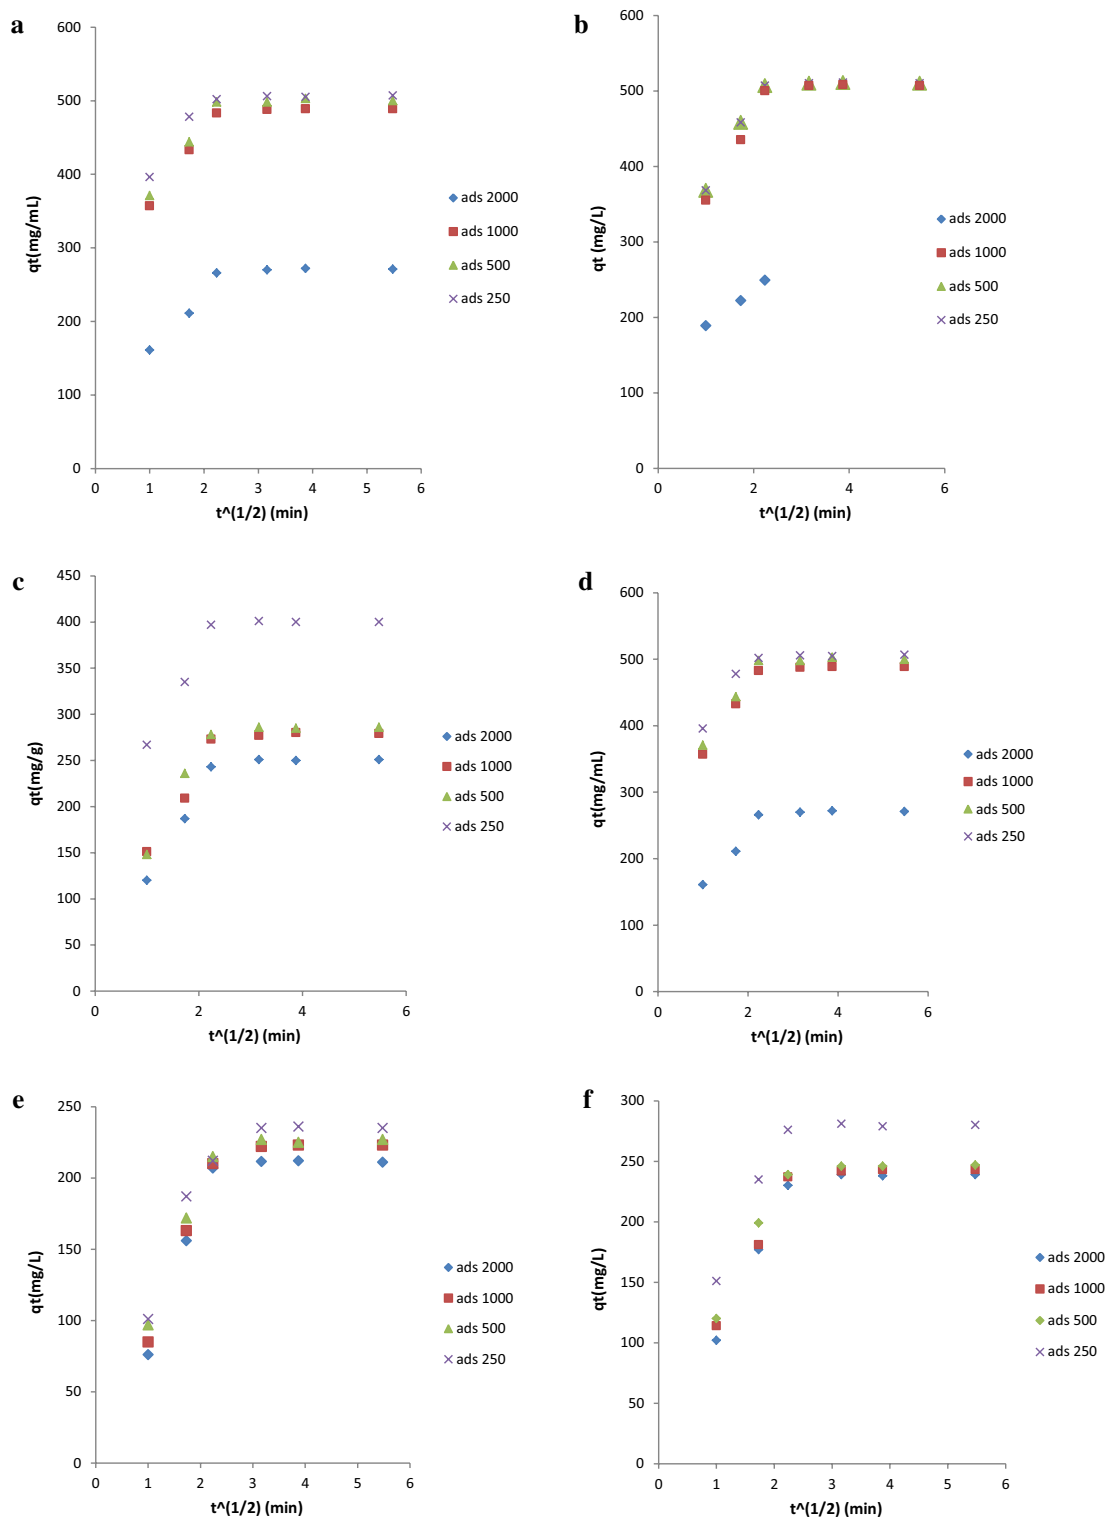 a
600
500
400
300
200
100
0
qt(mg/mL)
0 1 2 3 4 5 6
t^(1/2) (min)
ads 2000
ads 1000
ads 500
ads 250
b
600
500
400
300
200
100
0
qt (mg/L)
0 2 4 6
t^(1/2) (min)
ads 2000
ads 1000
ads 500
ads 250
c
450
400
350
300
250
200
150
100
50
0
qt(mg/g)
0 2 4 6
t^(1/2) (min)
ads 2000
ads 1000
ads 500
ads 250
d
600
500
400
300
200
100
0
qt(mg/mL)
0 2 4 6
t^(1/2) (min)
ads 2000
ads 1000
ads 500
ads 250
e
250
200
150
100
50
0
qt(mg/L)
0 1 2 3 4 5 6
t^(1/2) (min)
ads 2000
ads 1000
ads 500
ads 250
f
300
250
200
150
100
50
0
qt(mg/L)
0 1 2 3 4 5 6
t^(1/2) (min)
ads 2000
ads 1000
ads 500
ads 250